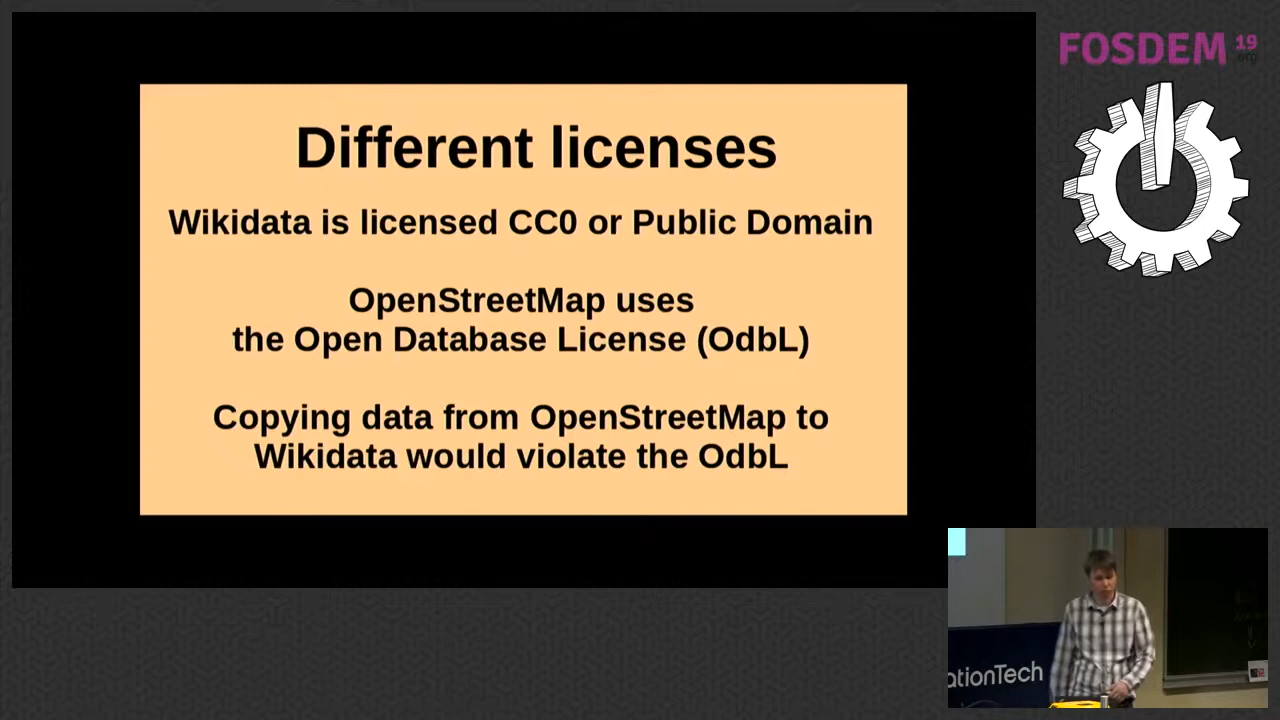 FOSDEM 19
.org
Different licenses
Wikidata is licensed CC0 or Public Domain
OpenStreetMap uses
the Open Database License (OdbL)
Copying data from OpenStreetMap to
Wikidata would violate the OdbL
ationTech